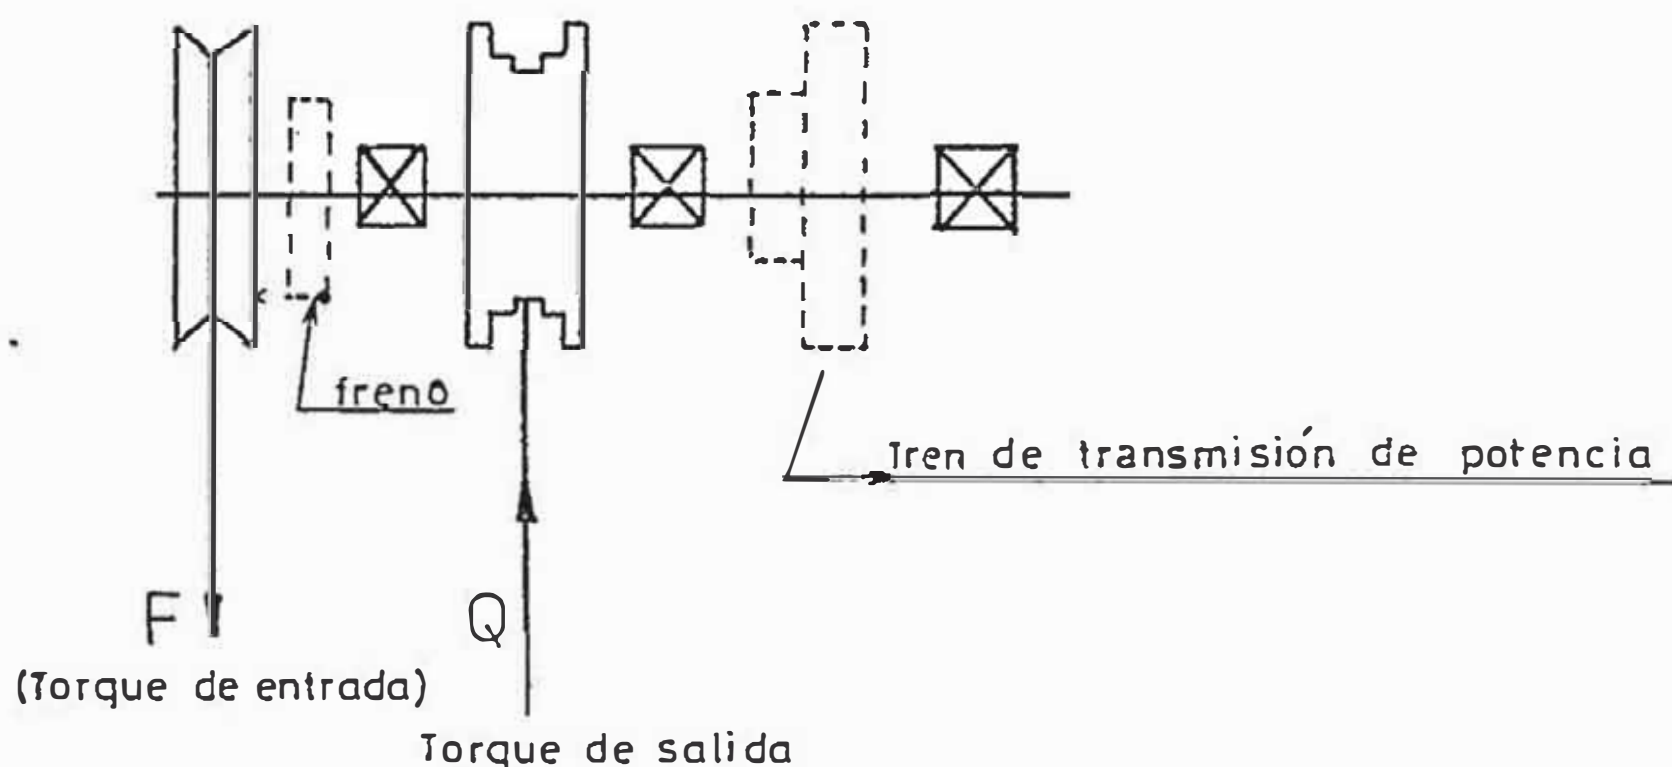 freno
Tren de transmisión de potencia
F
Q
(Torque de entrada)
Torque de salida